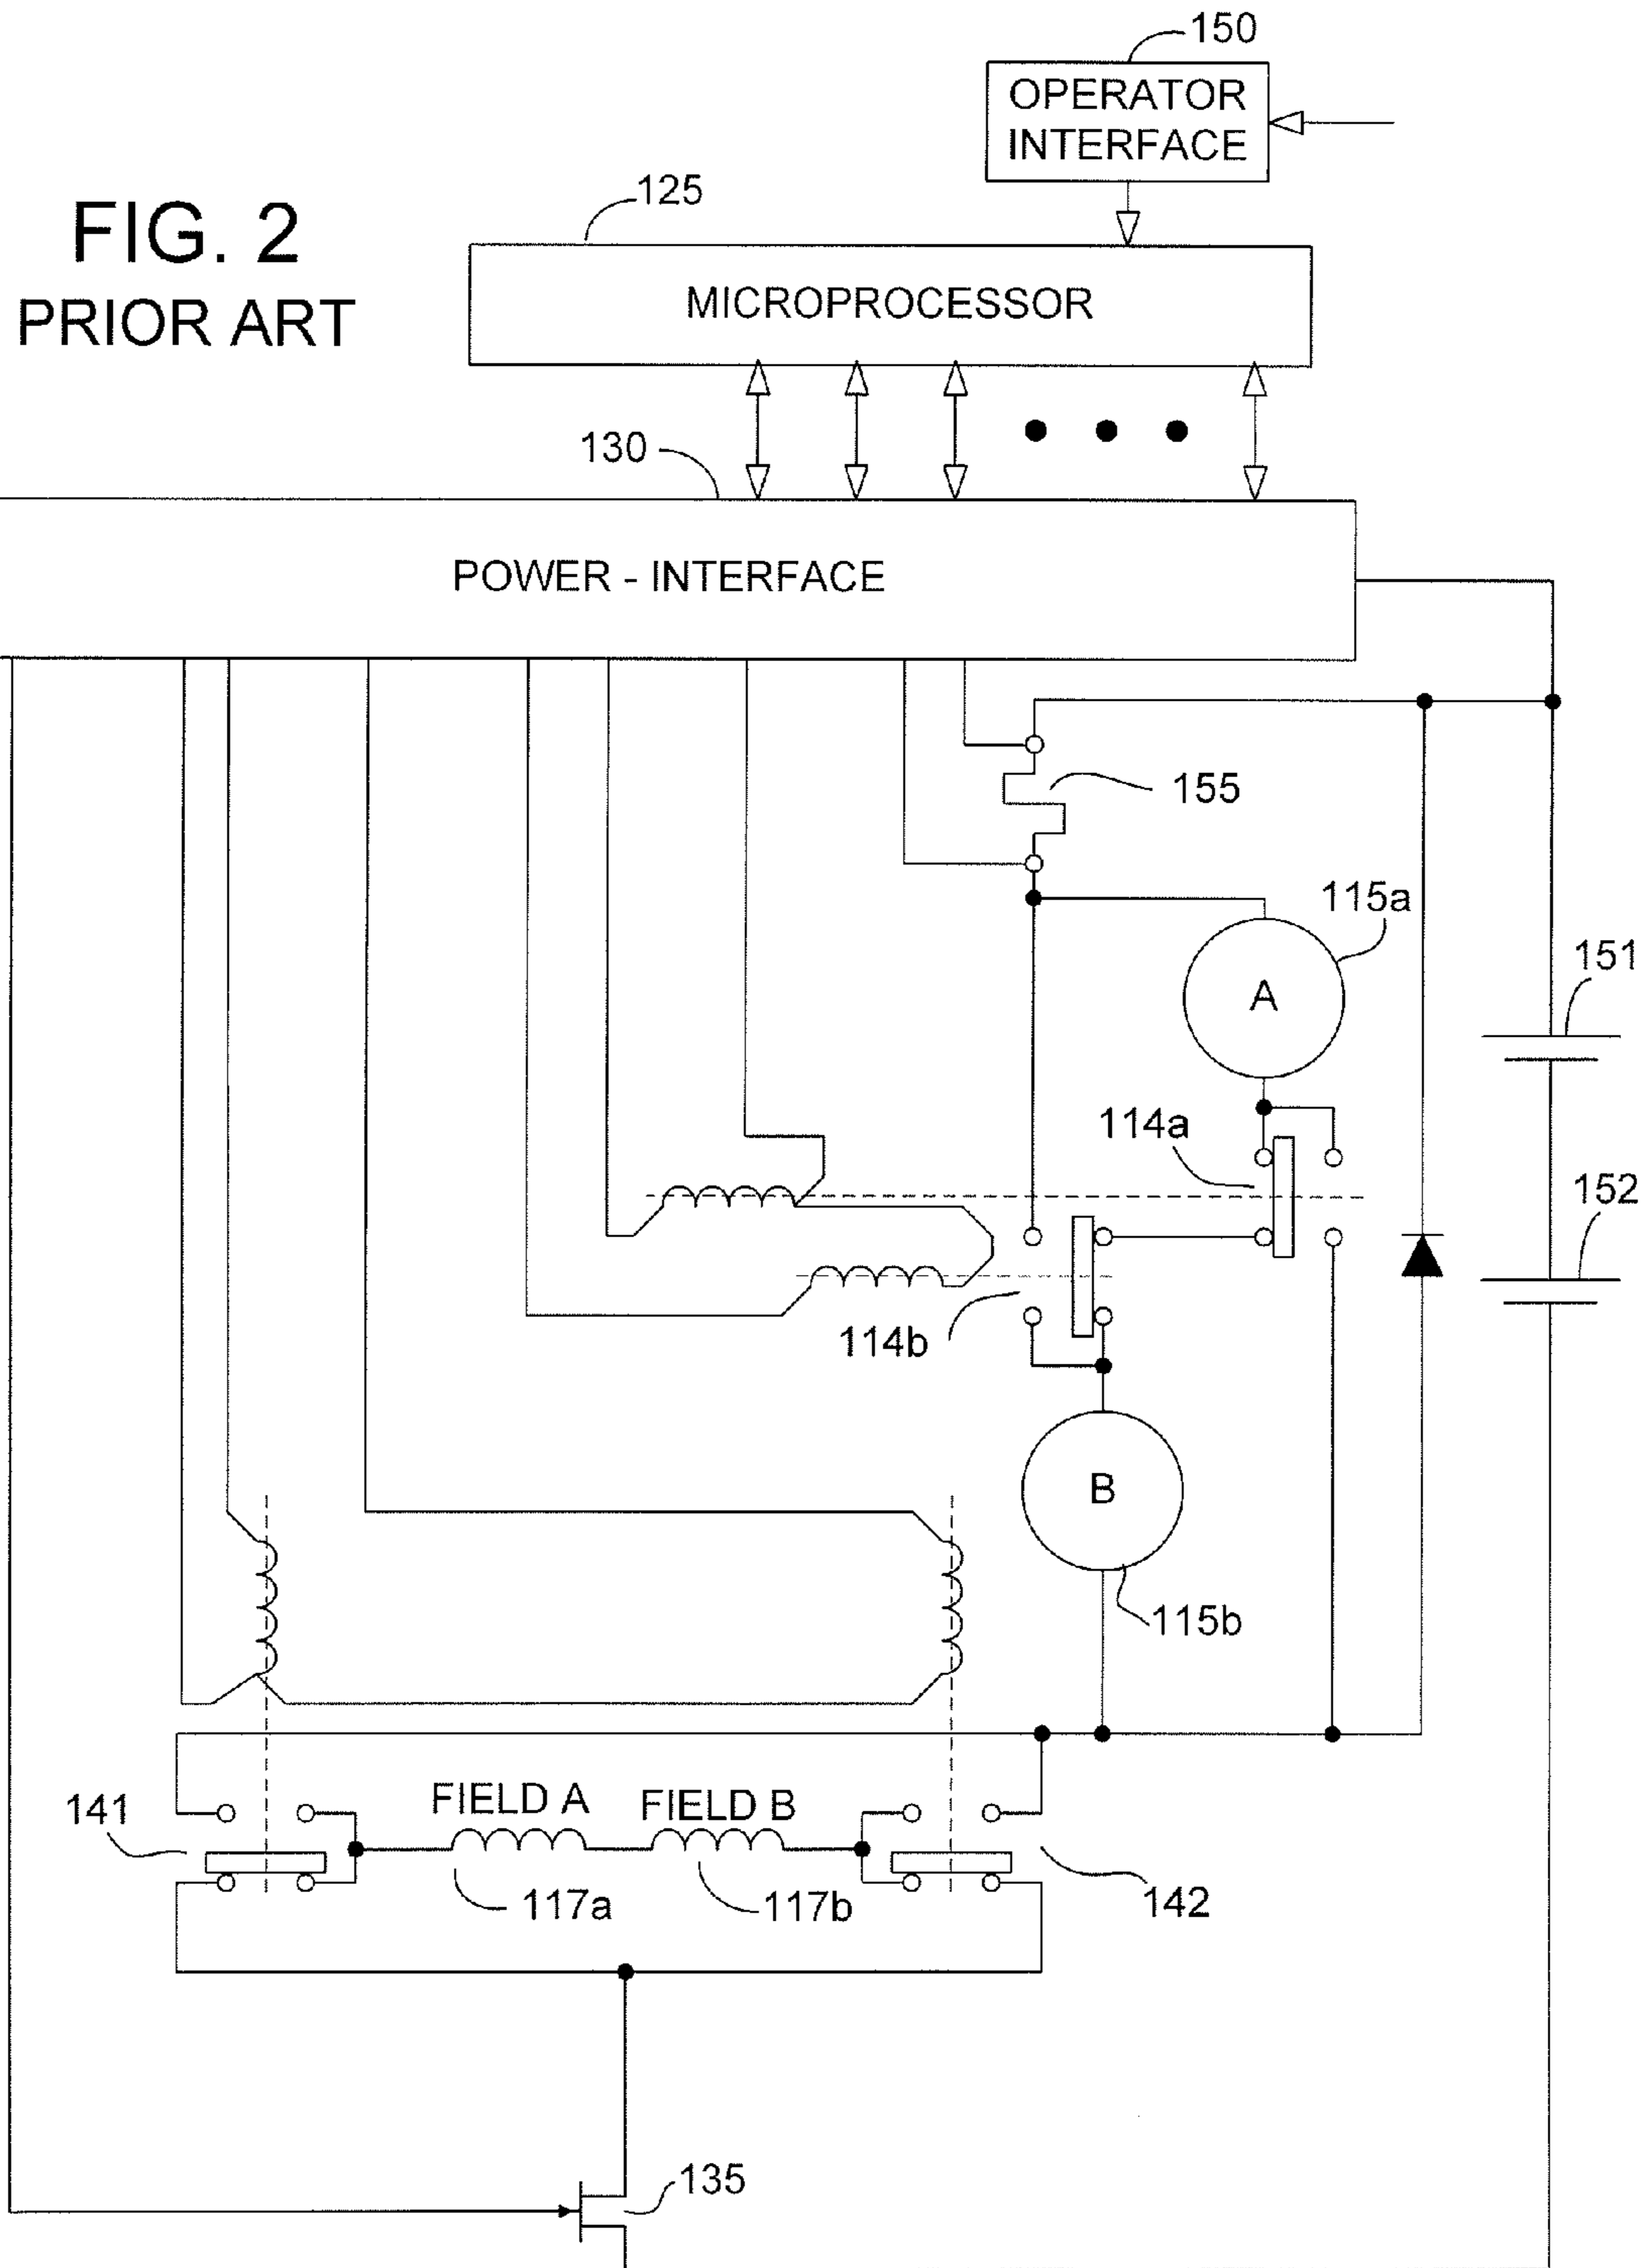 150
OPERATOR
INTERFACE
125
FIG. 2
PRIOR ART
MICROPROCESSOR
130
POWER - INTERFACE
155
115a
A
151
114a
152
114b
B
115b
FIELD A
FIELD B
141
117a
117b
142
135